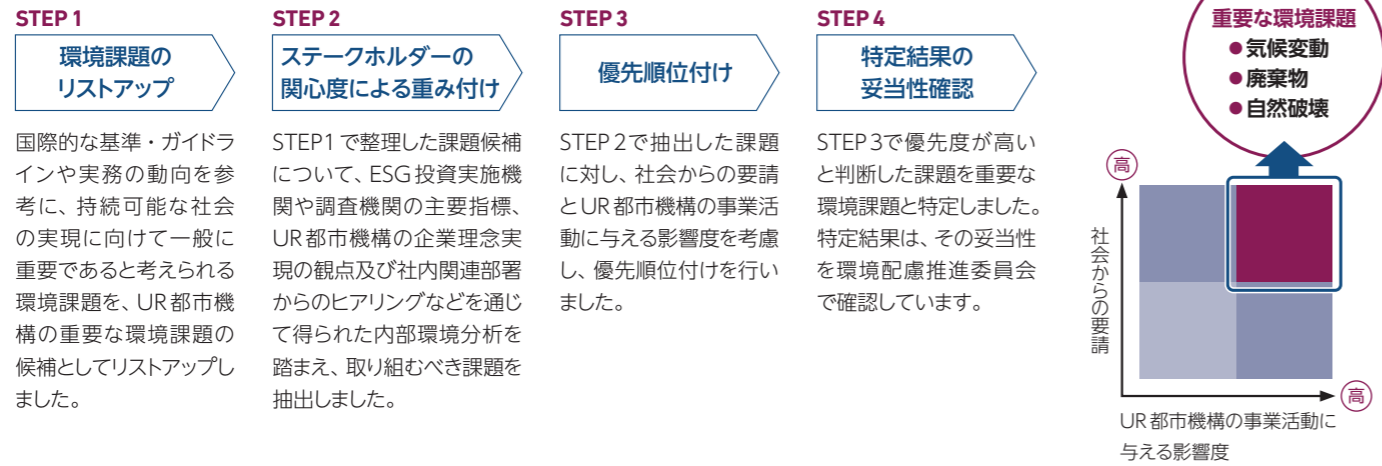 STEP 1
環境課題の
リストアップ
国際的な基準・ガイドラ
インや実務の動向を参
考に、持続可能な社会
の実現に向けて一般に
重要であると考えられる
環境課題を、UR都市機
構の重要な環境課題の
候補としてリストアップし
ました。
STEP 2
ステークホルダーの
関心度による重み付け
STEP1で整理した課題候補
について、ESG投資実施機
関や調査機関の主要指標、
UR都市機構の企業理念実
現の観点及び社内関連部署
からのヒアリングなどを通じ
て得られた内部環境分析を
踏まえ、取り組むべき課題を
抽出しました。
STEP 3
優先順位付け
STEP2で抽出した課題
に対し、社会からの要請
とUR都市機構の事業活
動に与える影響度を考慮
し、優先順位付けを行い
ました。
STEP 4
特定結果の
妥当性確認
STEP3で優先度が高い
と判断した課題を重要な
環境課題と特定しました。
特定結果は、その妥当性
を環境配慮推進委員会
で確認しています。
重要な環境課題
●気候変動
●廃棄物
●自然破壊
高
社会からの要請
高
UR都市機構の事業活動に
与える影響度